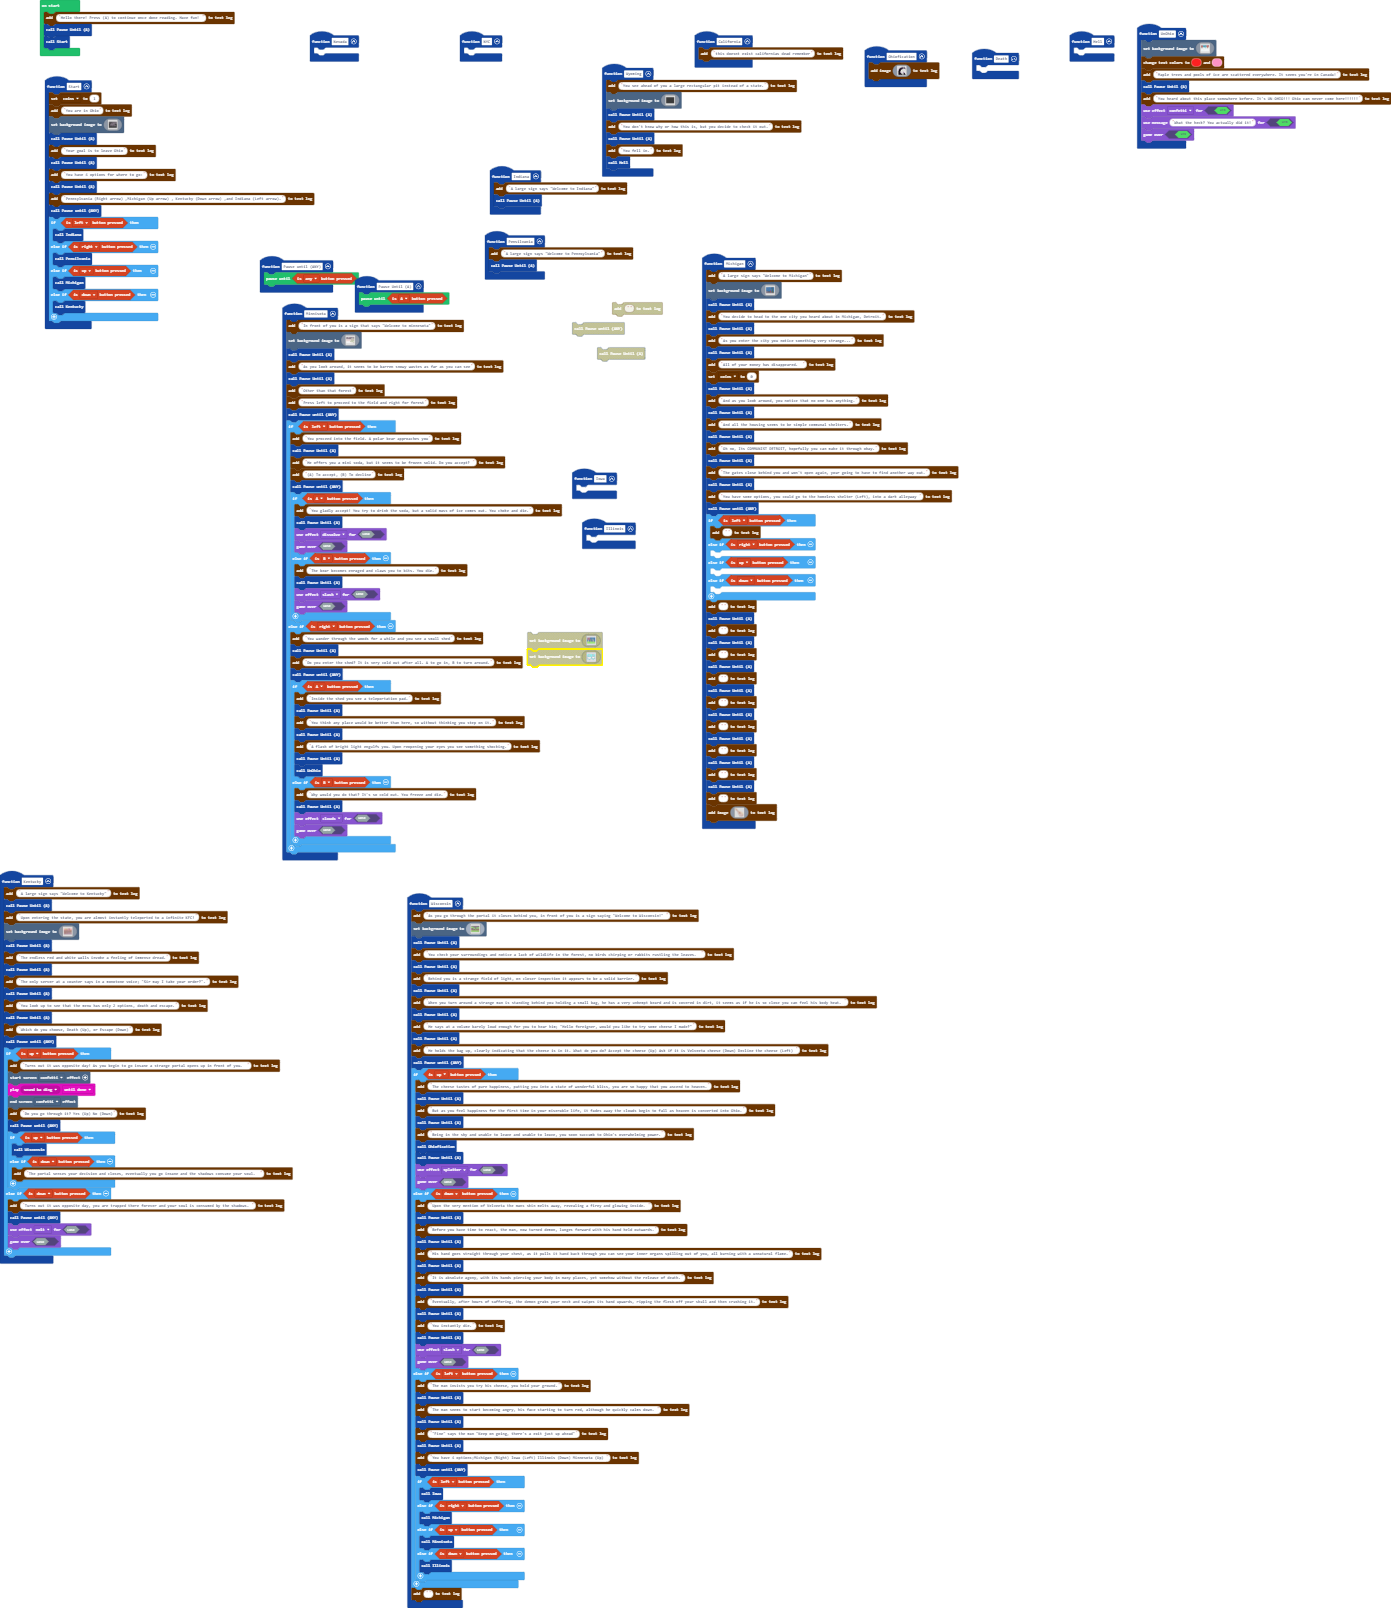 on start
add Hello there! Press (A) to continue once done reading. Have fun! to text log
call Pause Until (A)
call Start
function Start
set coins to 1
add You are in Ohio to text log
set background image to
call Pause Until (A)
add Your goal is to leave Ohio to text log
call Pause Until (A)
add You have 4 options for where to go: to text log
call Pause Until (A)
add Pennsylvania (Right arrow) ,Michigan (Up arrow) , Kentucky (Down arrow) ,and Indiana (Left arrow). to text log
call Pause until (ANY)
if is left button pressed then
call Indiana
else if is right button pressed then
call Pensilvania
else if is up button pressed then
call Michigan
else if is down button pressed then
call Kentucky
function Nevada
function
function California
add this doesnt exist californias dead remember to text log
function Ohiofication
add image to text log
function Death
function Hell
function UnOhio
set background image to
change text colors to and
add Maple trees and pools of ice are scattered everywhere. It seems you're in Canada! to text log
call Pause Until (A)
add You heard about this place somewhere before. It's UN-OHIO!!! Ohio can never come here!!!!!!! to text log
use effect confetti for
use message What the heck? You actually did it! for
game over
function Wyoming
add You see ahead of you a large rectangular pit instead of a state. to text log
set background image to
call Pause Until (A)
add You don't know why or how this is, but you decide to check it out. to text log
call Pause Until (A)
add You fell in. to text log
call Hell
function Indiana
add A large sign says "Welcome to Indiana" to text log
call Pause Until (A)
function Pensilvania
add A large sign says "Welcome to Pennsylvania" to text log
call Pause Until (A)
function Pause until (ANY)
pause until is any button pressed
function Pause Until (A)
pause until is A button pressed
add to text log
call Pause until (ANY)
call Pause Until (A)
function Minnesota
add In front of you is a sign that says "Welcome to minnesota" to text log
set background image to
call Pause Until (A)
add As you look around, it seems to be barren snowy wastes as far as you can see to text log
call Pause Until (A)
add Other than that forest to text log
add Press left to proceed to the field and right for forest to text log
call Pause until (ANY)
if is left button pressed then
add You proceed into the field. A polar bear approaches you to text log
call Pause Until (A)
add He offers you a mini soda, but it seems to be frozen solid. Do you accept? to text log
add (A) To accept, (B) To decline to text log
call Pause until (ANY)
if is A button pressed then
add You gladly accept! You try to drink the soda, but a solid mass of ice comes out. You choke and die. to text log
call Pause Until (A)
use effect dissolve for
game over
else if is B button pressed then
add The bear becomes enraged and claws you to bits. You die. to text log
call Pause Until (A)
use effect slash for
game over
else if is right button pressed then
add You wander through the woods for a while and you see a small shed to text log
call Pause Until (A)
add Do you enter the shed? It is very cold out after all. A to go in, B to turn around. to text log
call Pause until (ANY)
if is A button pressed then
add Inside the shed you see a teleportation pad. to text log
call Pause Until (A)
add You think any place would be better than here, so without thinking you step on it. to text log
call Pause Until (A)
add A flash of bright light engulfs you. Upon reopening your eyes you see something shocking. to text log
call Pause Until (A)
call UnOhio
else if is B button pressed then
add Why would you do that? It's so cold out. You freeze and die. to text log
call Pause Until (A)
use effect clouds for
game over
set background image to
set background image to
function Iowa
function Illinois
function Michigan
add A large sign says "Welcome to Michigan" to text log
set background image to
call Pause Until (A)
add You decide to head to the one city you heard about in Michigan, Detroit. to text log
call Pause Until (A)
add As you enter the city you notice something very strange... to text log
call Pause Until (A)
add All of your money has disappeared. to text log
set coins to 0
call Pause Until (A)
add And as you look around, you notice that no one has anything. to text log
call Pause Until (A)
add And all the housing seems to be simple communal shelters. to text log
call Pause Until (A)
add Oh no, Its COMMUNIST DETROIT, hopefully you can make it through okay. to text log
call Pause Until (A)
add The gates close behind you and won't open again, your going to have to find another way out. to text log
call Pause Until (A)
add You have some options, you could go to the homeless shelter (Left), into a dark alleyway to text log
call Pause until (ANY)
if is left button pressed then
add to text log
else if is right button pressed then
else if is up button pressed then
else if is down button pressed then
add to text log
call Pause Until (A)
add to text log
call Pause Until (A)
add to text log
call Pause Until (A)
add to text log
call Pause Until (A)
add to text log
call Pause Until (A)
add to text log
call Pause Until (A)
add to text log
call Pause Until (A)
add to text log
call Pause Until (A)
add to text log
add image to text log
function Kentucky
add A large sign says "Welcome to Kentucky" to text log
call Pause Until (A)
add Upon entering the state, you are almost instantly teleported to a infinite KFC! to text log
set background image to
call Pause Until (A)
add The endless red and white walls invoke a feeling of immense dread. to text log
call Pause Until (A)
add The only server at a counter says in a monotone voice; "Sir may I take your order?". to text log
call Pause Until (A)
add You look up to see that the menu has only 2 options, death and escape. to text log
call Pause Until (A)
add Which do you choose, Death (Up), or Escape (Down) to text log
call Pause until (ANY)
if is up button pressed then
add Turns out it was opposite day! As you begin to go insane a strange portal opens up in front of you. to text log
start screen confetti effect
play sound ba ding until done
end screen confetti effect
add Do you go through it? Yes (Up) No (Down) to text log
call Pause until (ANY)
if is up button pressed then
call Wisconsin
else if is down button pressed then
add The portal senses your decision and closes, eventually you go insane and the shadows consume your soul. to text log
else if is down button pressed then
add Turns out it was opposite day, you are trapped there forever and your soul is consumed by the shadows. to text log
call Pause until (ANY)
use effect melt for
game over
function Wisconsin
add As you go through the portal it closes behind you, in front of you is a sign saying "Welcome to Wisconsin!" to text log
set background image to
call Pause Until (A)
add You check your surroundings and notice a lack of wildlife in the forest, no birds chirping or rabbits rustling the leaves. to text log
call Pause Until (A)
add Behind you is a strange field of light, on closer inspection it appears to be a solid barrier. to text log
call Pause Until (A)
add When you turn around a strange man is standing behind you holding a small bag, he has a very unkempt beard and is covered in dirt, it seems as if he is so close you can feel his body heat. to text log
call Pause Until (A)
add He says at a volume barely loud enough for you to hear him; "Hello foreigner, would you like to try some cheese I made?" to text log
call Pause Until (A)
add He holds the bag up, clearly indicating that the cheese is in it. What do you do? Accept the cheese (Up) Ask if it is Velveeta cheese (Down) Decline the cheese (Left) to text log
call Pause until (ANY)
if is up button pressed then
add The cheese tastes of pure happiness, putting you into a state of wonderful bliss, you are so happy that you ascend to heaven. to text log
call Pause Until (A)
add But as you feel happiness for the first time in your miserable life, it fades away the clouds begin to fall as heaven is converted into Ohio. to text log
call Pause Until (A)
add Being in the sky and unable to leave and unable to leave, you soon succumb to Ohio's overwhelming power. to text log
call Ohiofication
call Pause Until (A)
use effect splatter for
game over
else if is down button pressed then
add Upon the very mention of Velveeta the mans skin melts away, revealing a firey and glowing inside. to text log
call Pause Until (A)
add Before you have time to react, the man, now turned demon, lunges forward with his hand held outwards. to text log
call Pause Until (A)
add His hand goes straight through your chest, as it pulls it hand back through you can see your inner organs spilling out of you, all burning with a unnatural flame. to text log
call Pause Until (A)
add It is absolute agony, with its hands piercing your body in many places, yet somehow without the release of death. to text log
call Pause Until (A)
add Eventually, after hours of suffering, the demon grabs your neck and swipes its hand upwards, ripping the flesh off your skull and then crushing it. to text log
call Pause Until (A)
add You instantly die. to text log
call Pause Until (A)
use effect slash for
game over
else if is left button pressed then
add The man insists you try his cheese, you hold your ground. to text log
call Pause Until (A)
add The man seems to start becoming angry, his face starting to turn red, although he quickly calms down. to text log
call Pause Until (A)
add "Fine" says the man "Keep on going, there's a exit just up ahead" to text log
call Pause Until (A)
add You have 4 options,Michigan (Right) Iowa (Left) Illinois (Down) Minnesota (Up) to text log
call Pause until (ANY)
if is left button pressed then
call Iowa
else if is right button pressed then
call Michigan
else if is up button pressed then
call Minnesota
else if is down button pressed then
call Illinois
add to text log